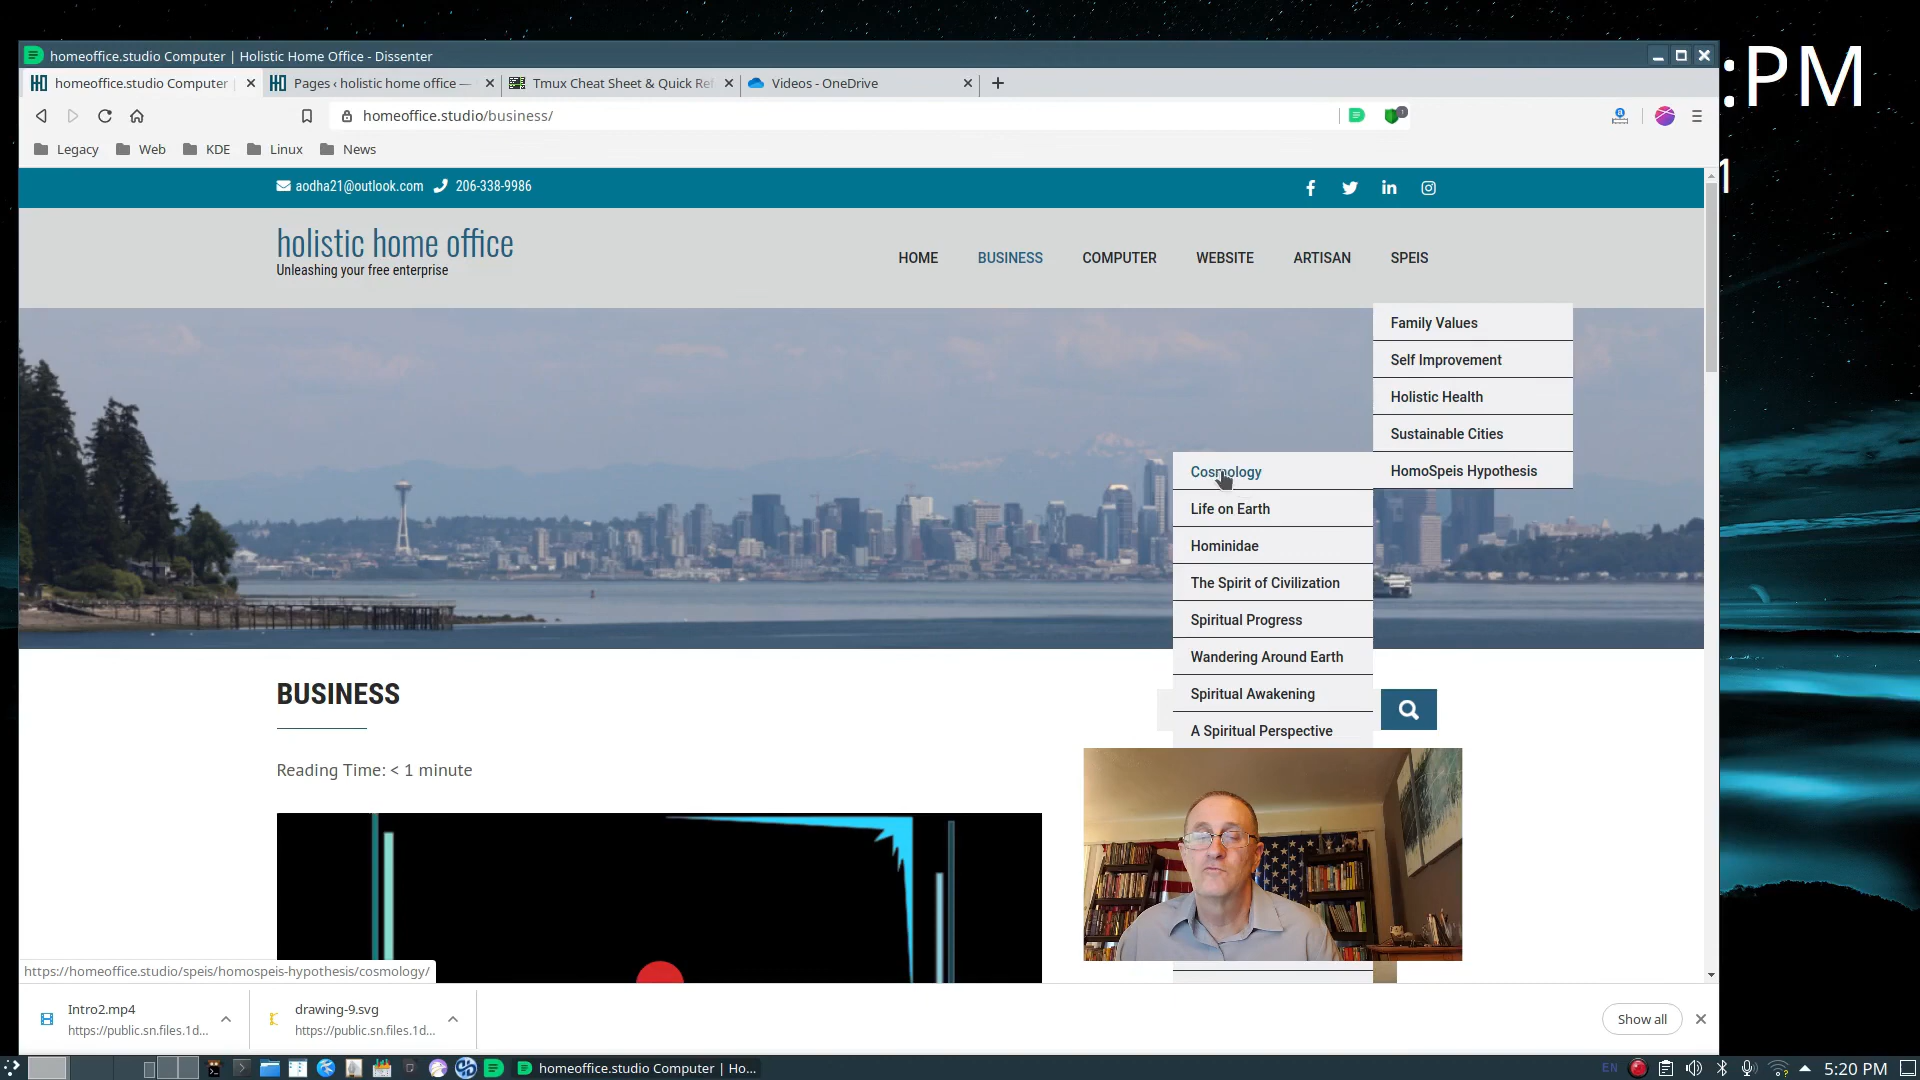 :PM
1
homeoffice.studio Computer | Holistic Home Office - Dissenter
homeoffice.studio Computer |
Pages ‹ holistic home office —
Tmux Cheat Sheet & Quick Ref
Videos - OneDrive
homeoffice.studio/business/
Legacy
Web
KDE
Linux
News
aodha21@outlook.com
206-338-9986
holistic home office
Unleashing your free enterprise
HOME
BUSINESS
COMPUTER
WEBSITE
ARTISAN
SPEIS
Family Values
Self Improvement
Holistic Health
Sustainable Cities
HomoSpeis Hypothesis
Cosmology
Life on Earth
Hominidae
The Spirit of Civilization
Spiritual Progress
Wandering Around Earth
Spiritual Awakening
A Spiritual Perspective
BUSINESS
Reading Time: < 1 minute
https://homeoffice.studio/speis/homospeis-hypothesis/cosmology/
Intro2.mp4
https://public.sn.files.1d...
drawing-9.svg
https://public.sn.files.1d...
Show all
homeoffice.studio Computer | Ho...
EN
5:20 PM